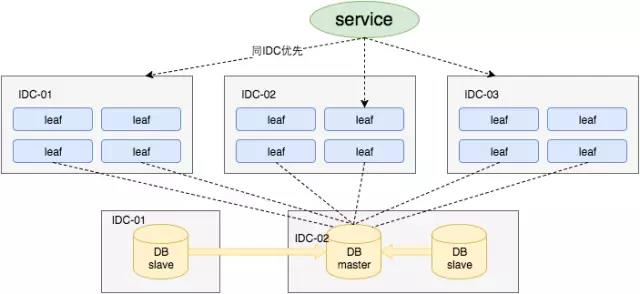 service
同IDC优先
IDC-01
IDC-02
IDC-03
leaf leaf
leaf leaf
leaf leaf
leaf leaf
leaf leaf
leaf leaf
IDC-01
IDC-02
DB
slave
DB
master
DB
slave